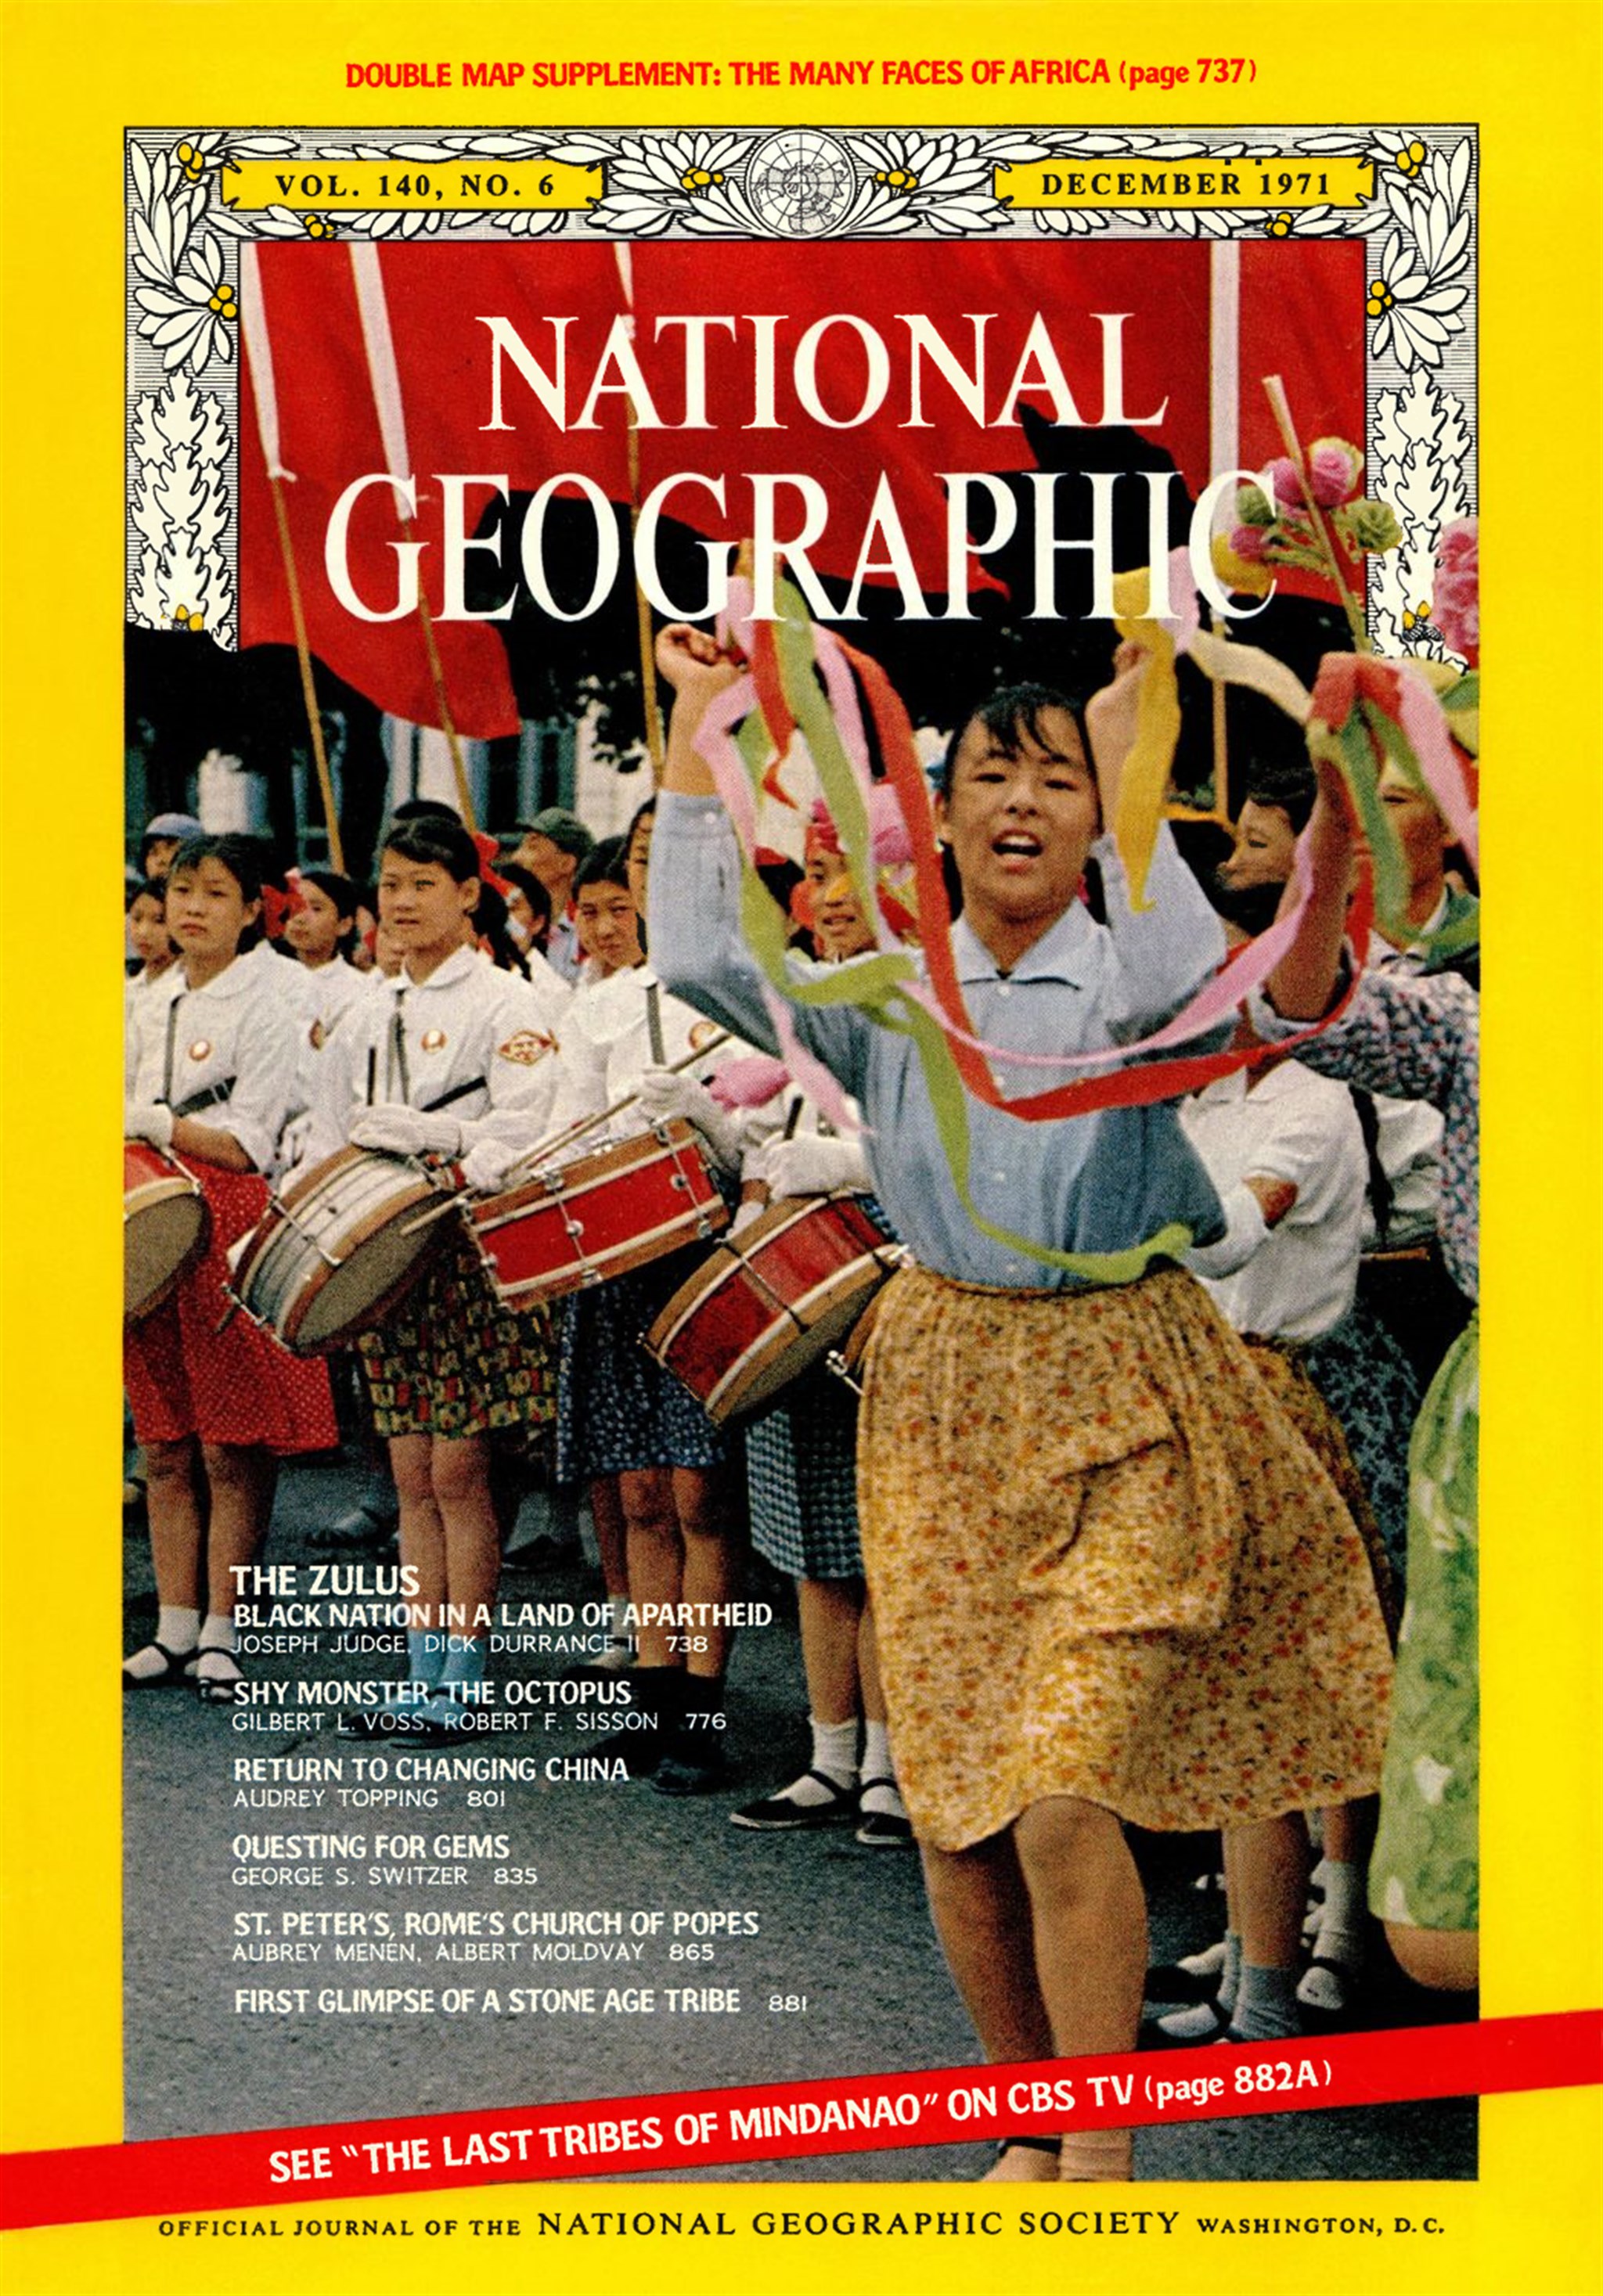 DOUBLE MAP SUPPLEMENT: THE MANY FACES OF AFRICA (page 737)
VOL. 140, NO. 6
DECEMBER 1971
NATIONAL
GEOGRAPHIC
THE ZULUS
BLACK NATION IN A LAND OF APARTHEID
JOSEPH JUDGE, DICK DURRANCE II 738
SHY MONSTER, THE OCTOPUS
GILBERT L. VOSS, ROBERT F. SISSON 776
RETURN TO CHANGING CHINA
AUDREY TOPPING 801
QUESTING FOR GEMS
GEORGE S. SWITZER 835
ST. PETER'S, ROME'S CHURCH OF POPES
AUBREY MENEN, ALBERT MOLDVAY 865
FIRST GLIMPSE OF A STONE AGE TRIBE 881
SEE "THE LAST TRIBES OF MINDANAO" ON CBS TV (page 882A)
OFFICIAL JOURNAL OF THE NATIONAL GEOGRAPHIC SOCIETY WASHINGTON, D.C.